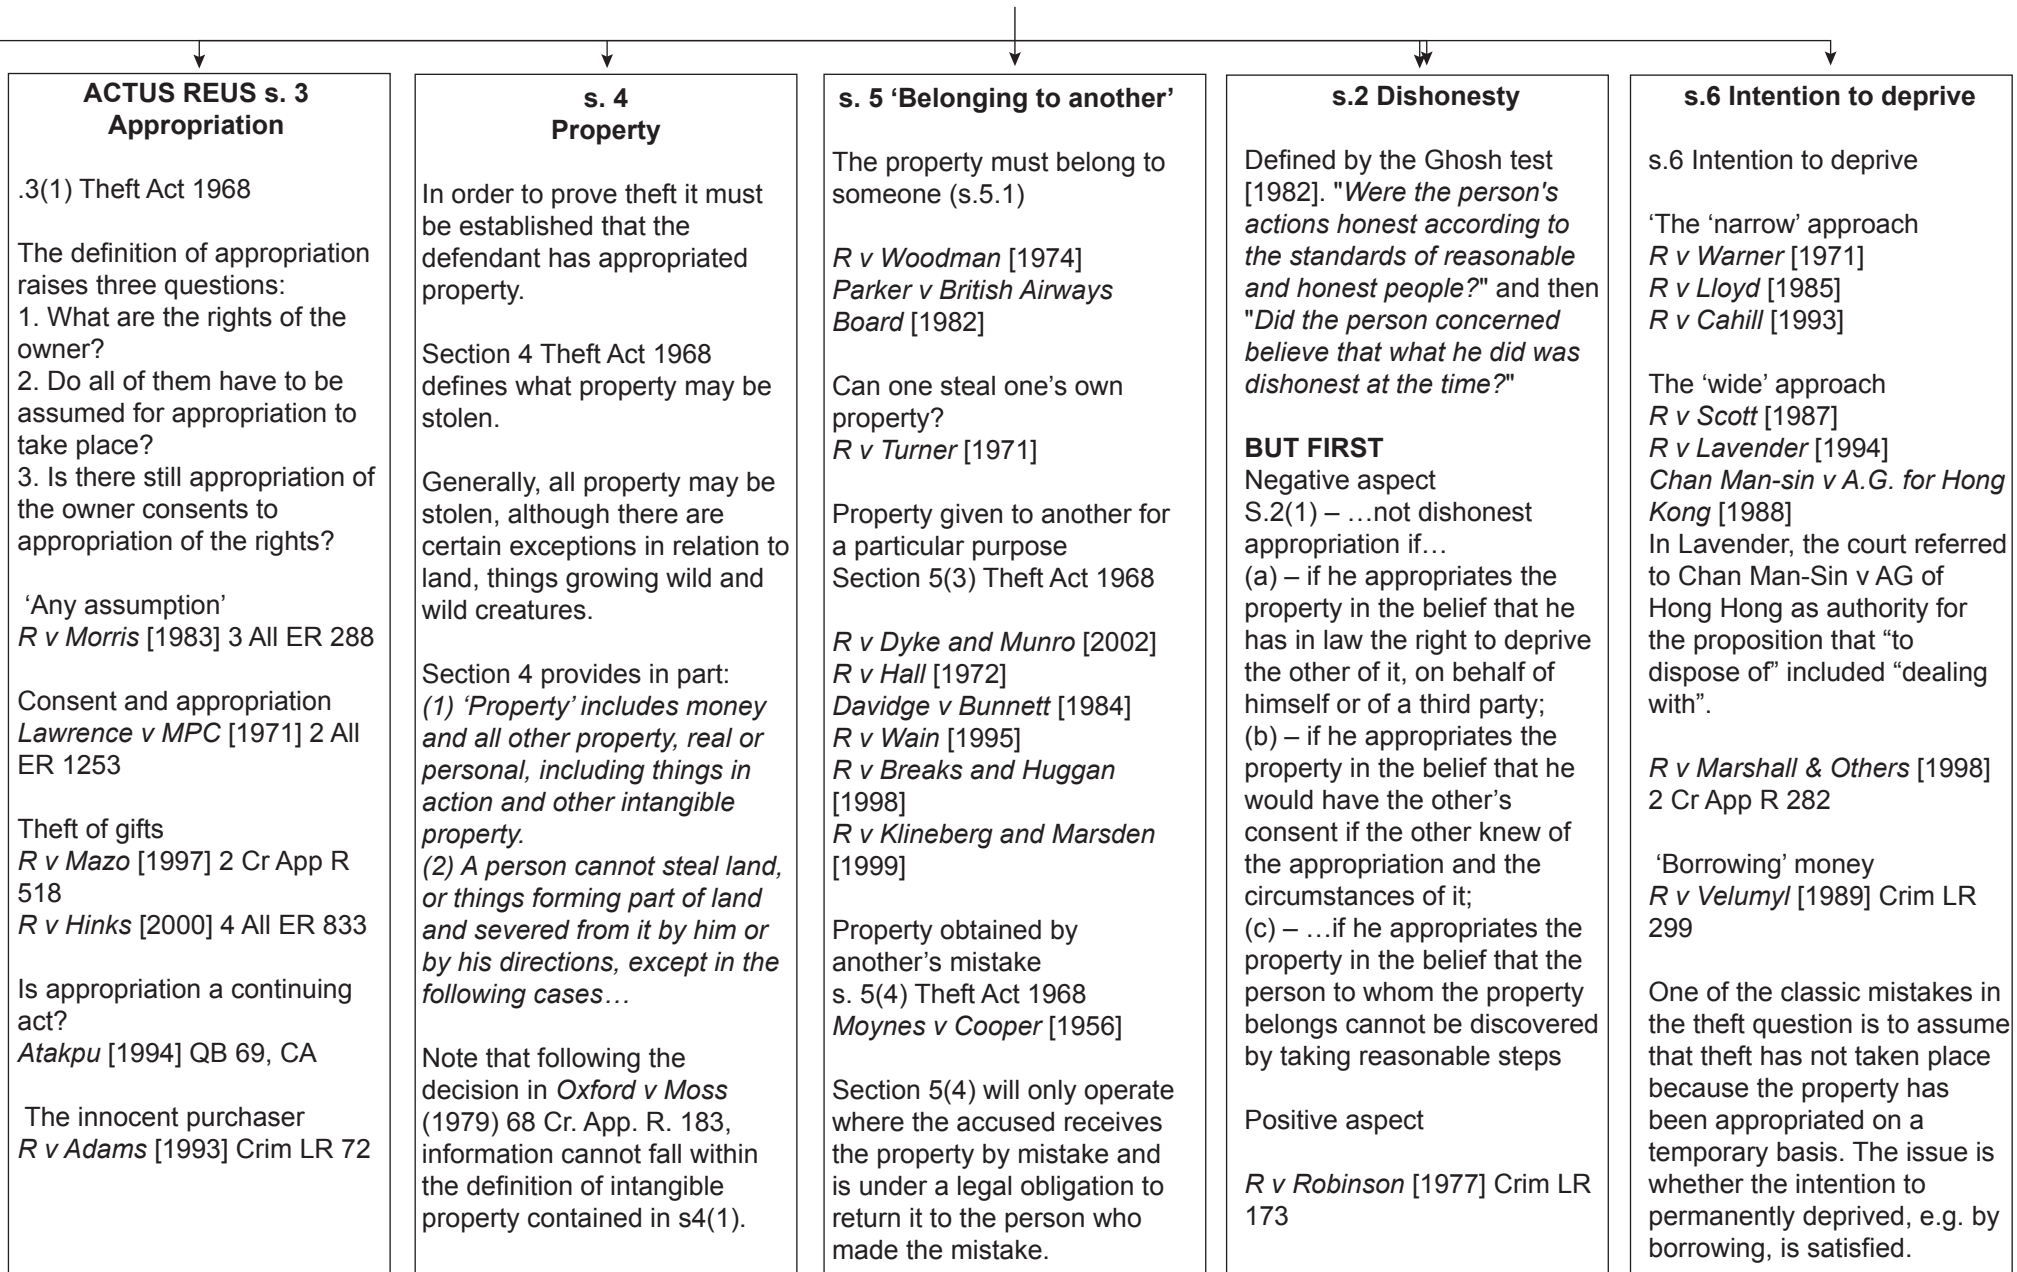 ACTUS REUS s. 3
Appropriation
.3(1) Theft Act 1968
The definition of appropriation
raises three questions:
1. What are the rights of the
owner?
2. Do all of them have to be
assumed for appropriation to
take place?
3. Is there still appropriation of
the owner consents to
appropriation of the rights?
‘Any assumption’
R v Morris [1983] 3 All ER 288
Consent and appropriation
Lawrence v MPC [1971] 2 All
ER 1253
Theft of gifts
R v Mazo [1997] 2 Cr App R
518
R v Hinks [2000] 4 All ER 833
Is appropriation a continuing
act?
Atakpu [1994] QB 69, CA
The innocent purchaser
R v Adams [1993] Crim LR 72
s. 4
Property
In order to prove theft it must
be established that the
defendant has appropriated
property.
Section 4 Theft Act 1968
defines what property may be
stolen.
Generally, all property may be
stolen, although there are
certain exceptions in relation to
land, things growing wild and
wild creatures.
Section 4 provides in part:
(1) ‘Property’ includes money
and all other property, real or
personal, including things in
action and other intangible
property.
(2) A person cannot steal land,
or things forming part of land
and severed from it by him or
by his directions, except in the
following cases…
Note that following the
decision in Oxford v Moss
(1979) 68 Cr. App. R. 183,
information cannot fall within
the definition of intangible
property contained in s4(1).
s. 5 ‘Belonging to another’
The property must belong to
someone (s.5.1)
R v Woodman [1974]
Parker v British Airways
Board [1982]
Can one steal one’s own
property?
R v Turner [1971]
Property given to another for
a particular purpose
Section 5(3) Theft Act 1968
R v Dyke and Munro [2002]
R v Hall [1972]
Davidge v Bunnett [1984]
R v Wain [1995]
R v Breaks and Huggan
[1998]
R v Klineberg and Marsden
[1999]
Property obtained by
another’s mistake
s. 5(4) Theft Act 1968
Moynes v Cooper [1956]
Section 5(4) will only operate
where the accused receives
the property by mistake and
is under a legal obligation to
return it to the person who
made the mistake.
s.2 Dishonesty
Defined by the Ghosh test
[1982]. "Were the person's
actions honest according to
the standards of reasonable
and honest people?" and then
"Did the person concerned
believe that what he did was
dishonest at the time?"
BUT FIRST
Negative aspect
S.2(1) – …not dishonest
appropriation if…
(a) – if he appropriates the
property in the belief that he
has in law the right to deprive
the other of it, on behalf of
himself or of a third party;
(b) – if he appropriates the
property in the belief that he
would have the other’s
consent if the other knew of
the appropriation and the
circumstances of it;
(c) – …if he appropriates the
property in the belief that the
person to whom the property
belongs cannot be discovered
by taking reasonable steps
Positive aspect
R v Robinson [1977] Crim LR
173
s.6 Intention to deprive
s.6 Intention to deprive
‘The ‘narrow’ approach
R v Warner [1971]
R v Lloyd [1985]
R v Cahill [1993]
The ‘wide’ approach
R v Scott [1987]
R v Lavender [1994]
Chan Man-sin v A.G. for Hong
Kong [1988]
In Lavender, the court referred
to Chan Man-Sin v AG of
Hong Hong as authority for
the proposition that “to
dispose of” included “dealing
with”.
R v Marshall & Others [1998]
2 Cr App R 282
‘Borrowing’ money
R v Velumyl [1989] Crim LR
299
One of the classic mistakes in
the theft question is to assume
that theft has not taken place
because the property has
been appropriated on a
temporary basis. The issue is
whether the intention to
permanently deprived, e.g. by
borrowing, is satisfied.